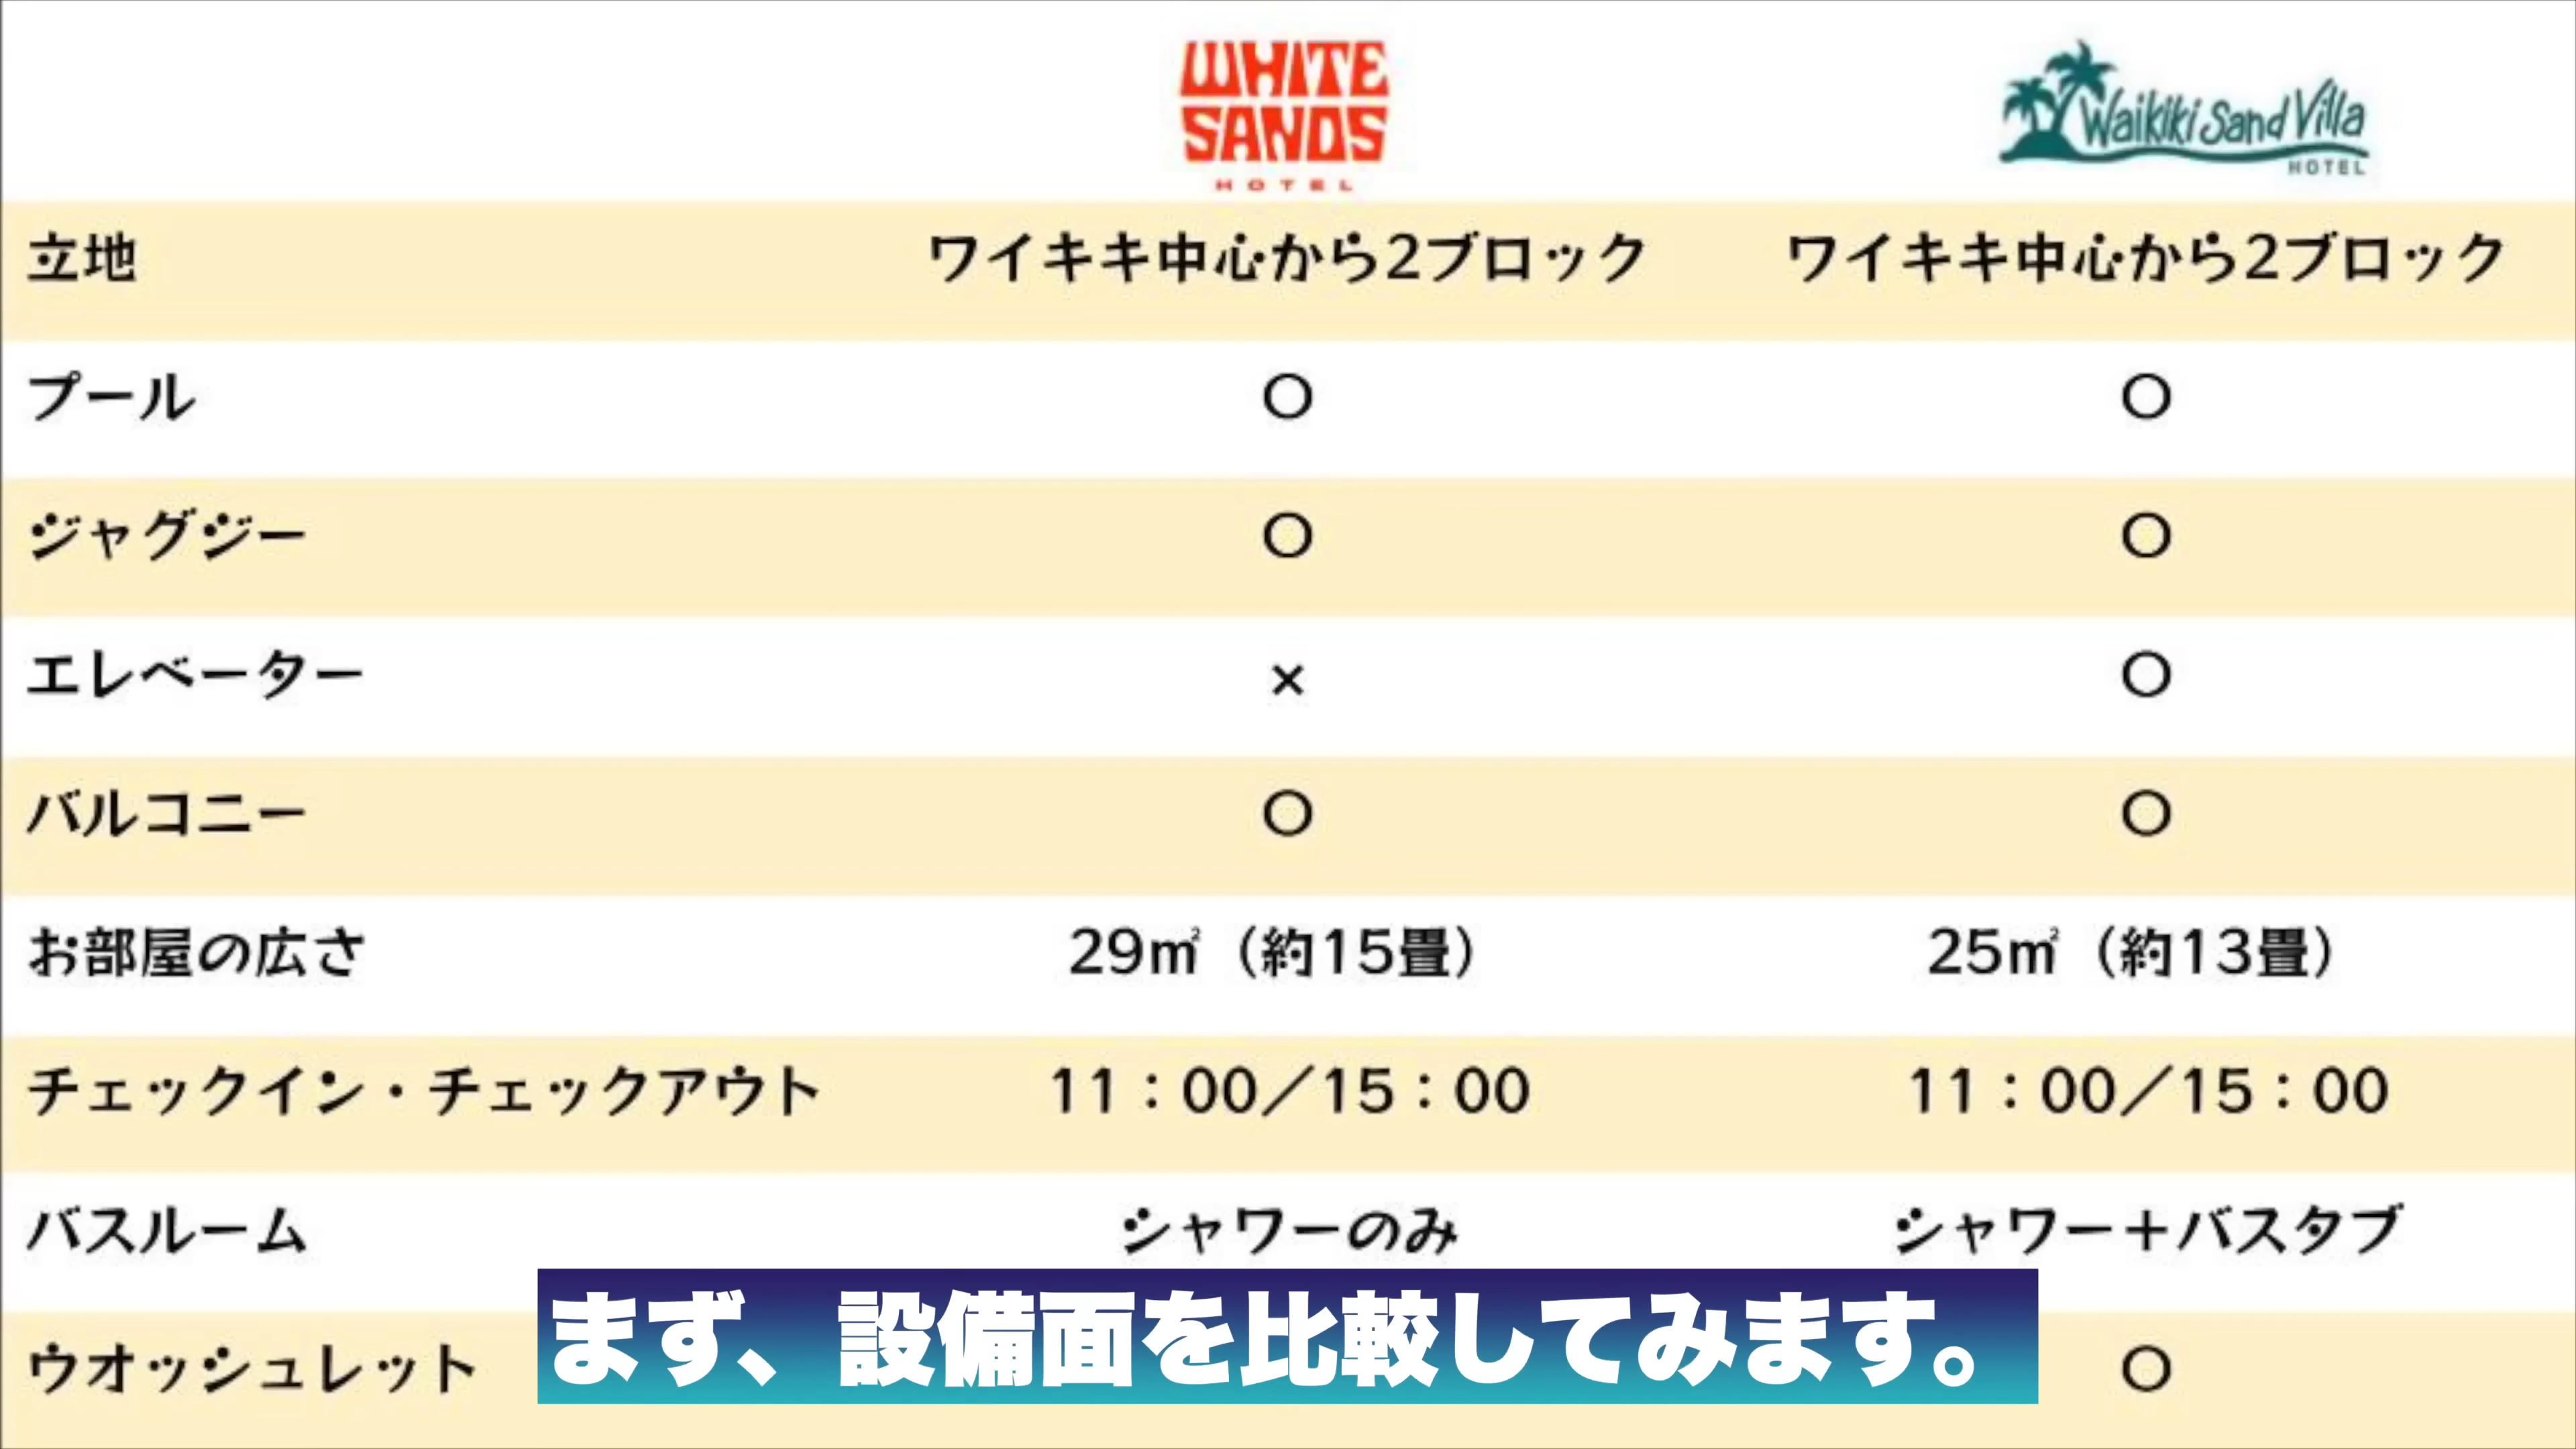 WHITE
SANDS
HOTEL
Waikiki Sand Villa
HOTEL
立地 ワイキキ中心から2ブロック ワイキキ中心から2ブロック
プール ○ ○
ジャグジー ○ ○
エレベーター × ○
バルコニー ○ ○
お部屋の広さ 29㎡（約15畳） 25㎡（約13畳）
チェックイン・チェックアウト 11：00／15：00 11：00／15：00
バスルーム シャワーのみ シャワー＋バスタブ
ウオッシュレット ○
まず、設備面を比較してみます。